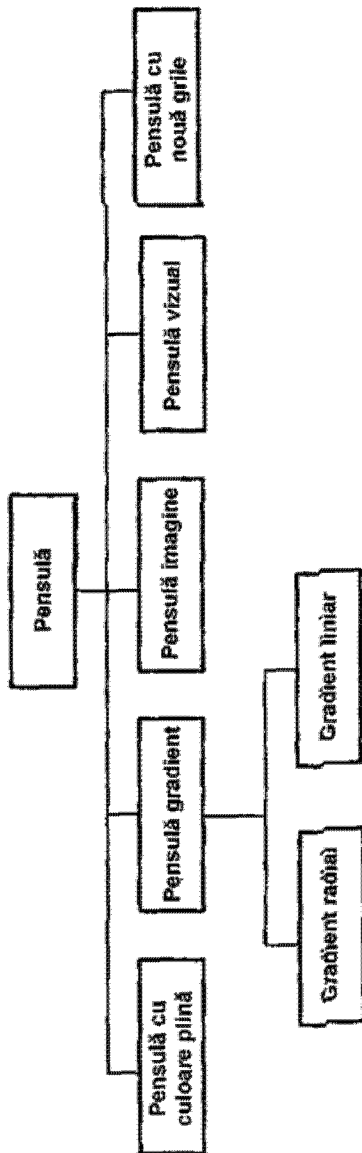 Pensulă
Pensulă cu
culoare plină
Pensulă gradient
Pensulă imagine
Pensulă vizual
Pensulă cu
nouă grile
Gradient radial
Gradient liniar